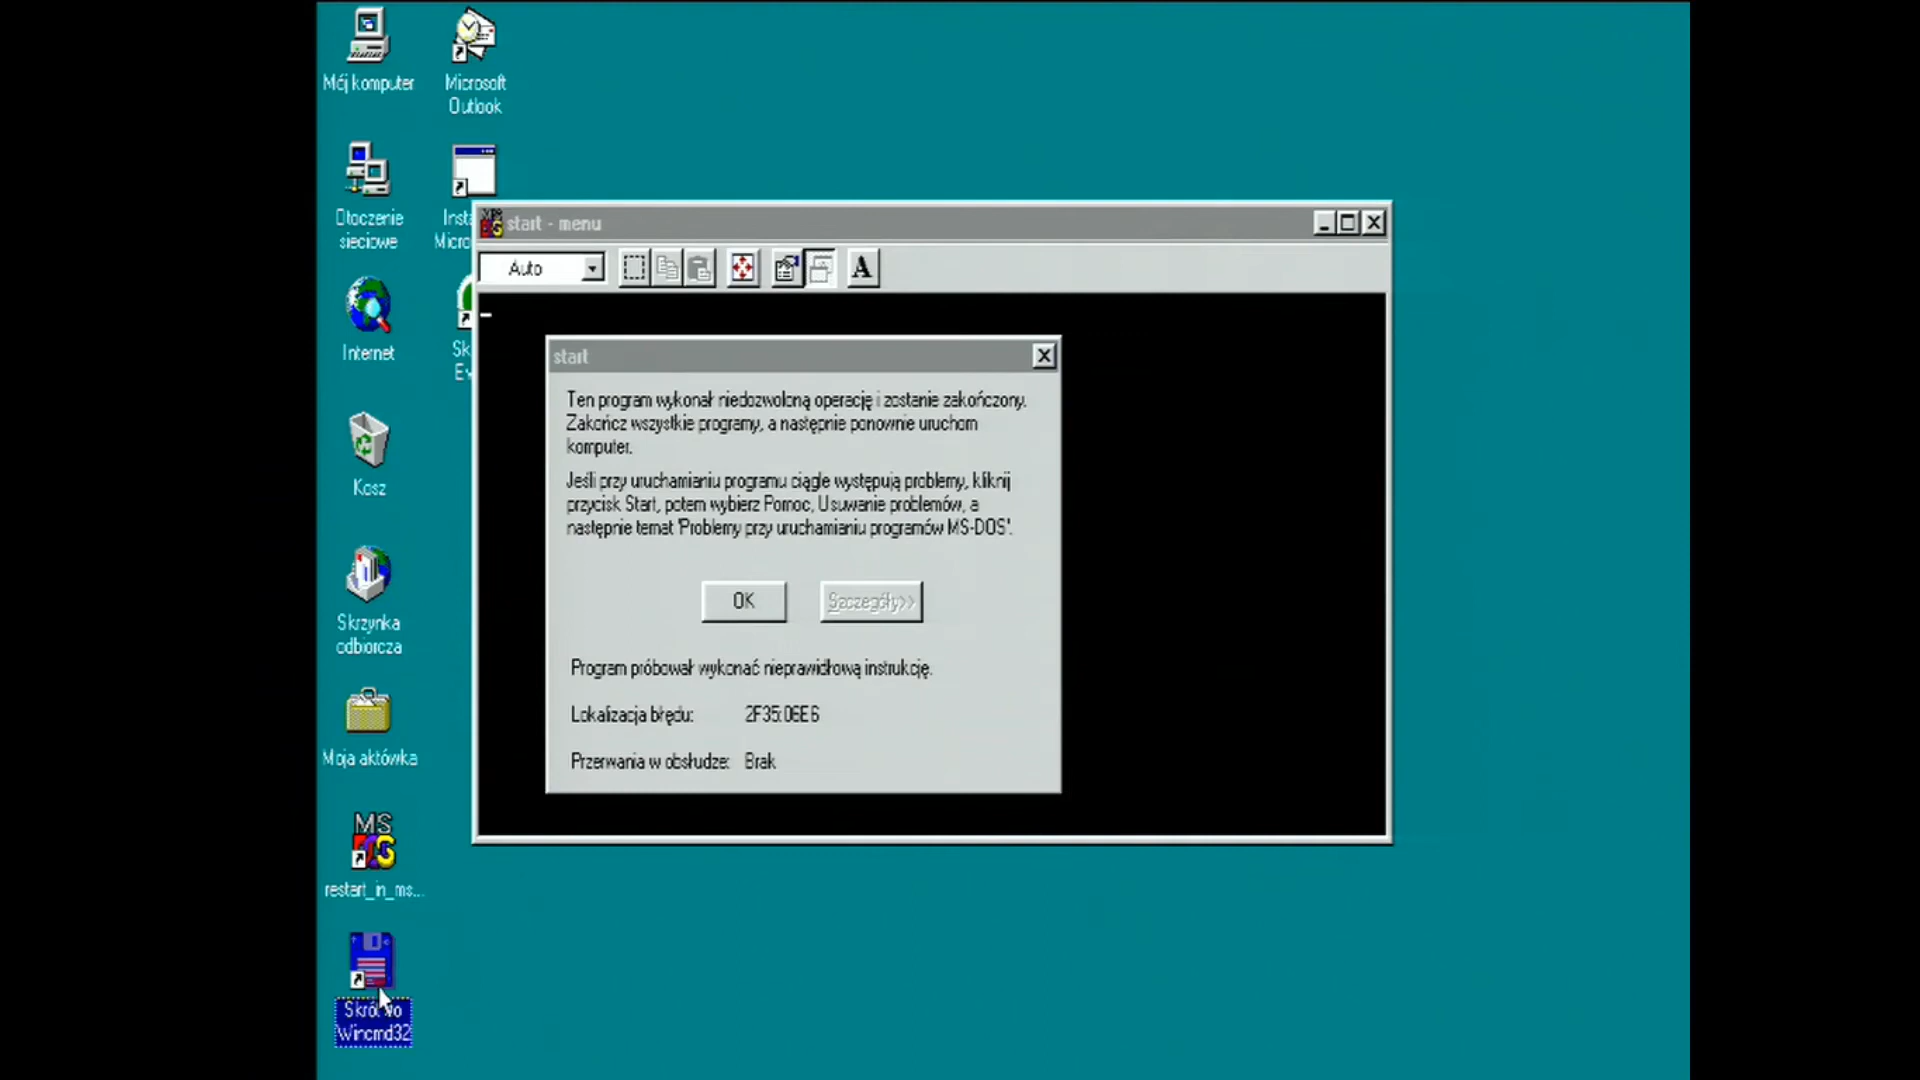 Mój komputer
Microsoft
Outlook
Otoczenie
sieciowe
Internet
Kosz
Skrzynka
odbiorcza
Moja aktówka
MS
restart_in_ms...
Wincmd32
start - menu
Auto
A
start
Ten program wykonał niedozwoloną operację i zostanie zakończony.
Zakończ wszystkie programy, a następnie ponownie uruchom
komputer.
Jeśli przy uruchamianiu programu ciągle występują problemy, kliknij
przycisk Start, potem wybierz Pomoc, Usuwanie problemów, a
następnie temat 'Problemy przy uruchamianiu programów MS-DOS'.
OK
Szczegóły>>
Program próbował wykonać nieprawidłową instrukcję.
Lokalizacja błędu: 2F35:06E6
Przerwania w obsłudze: Brak